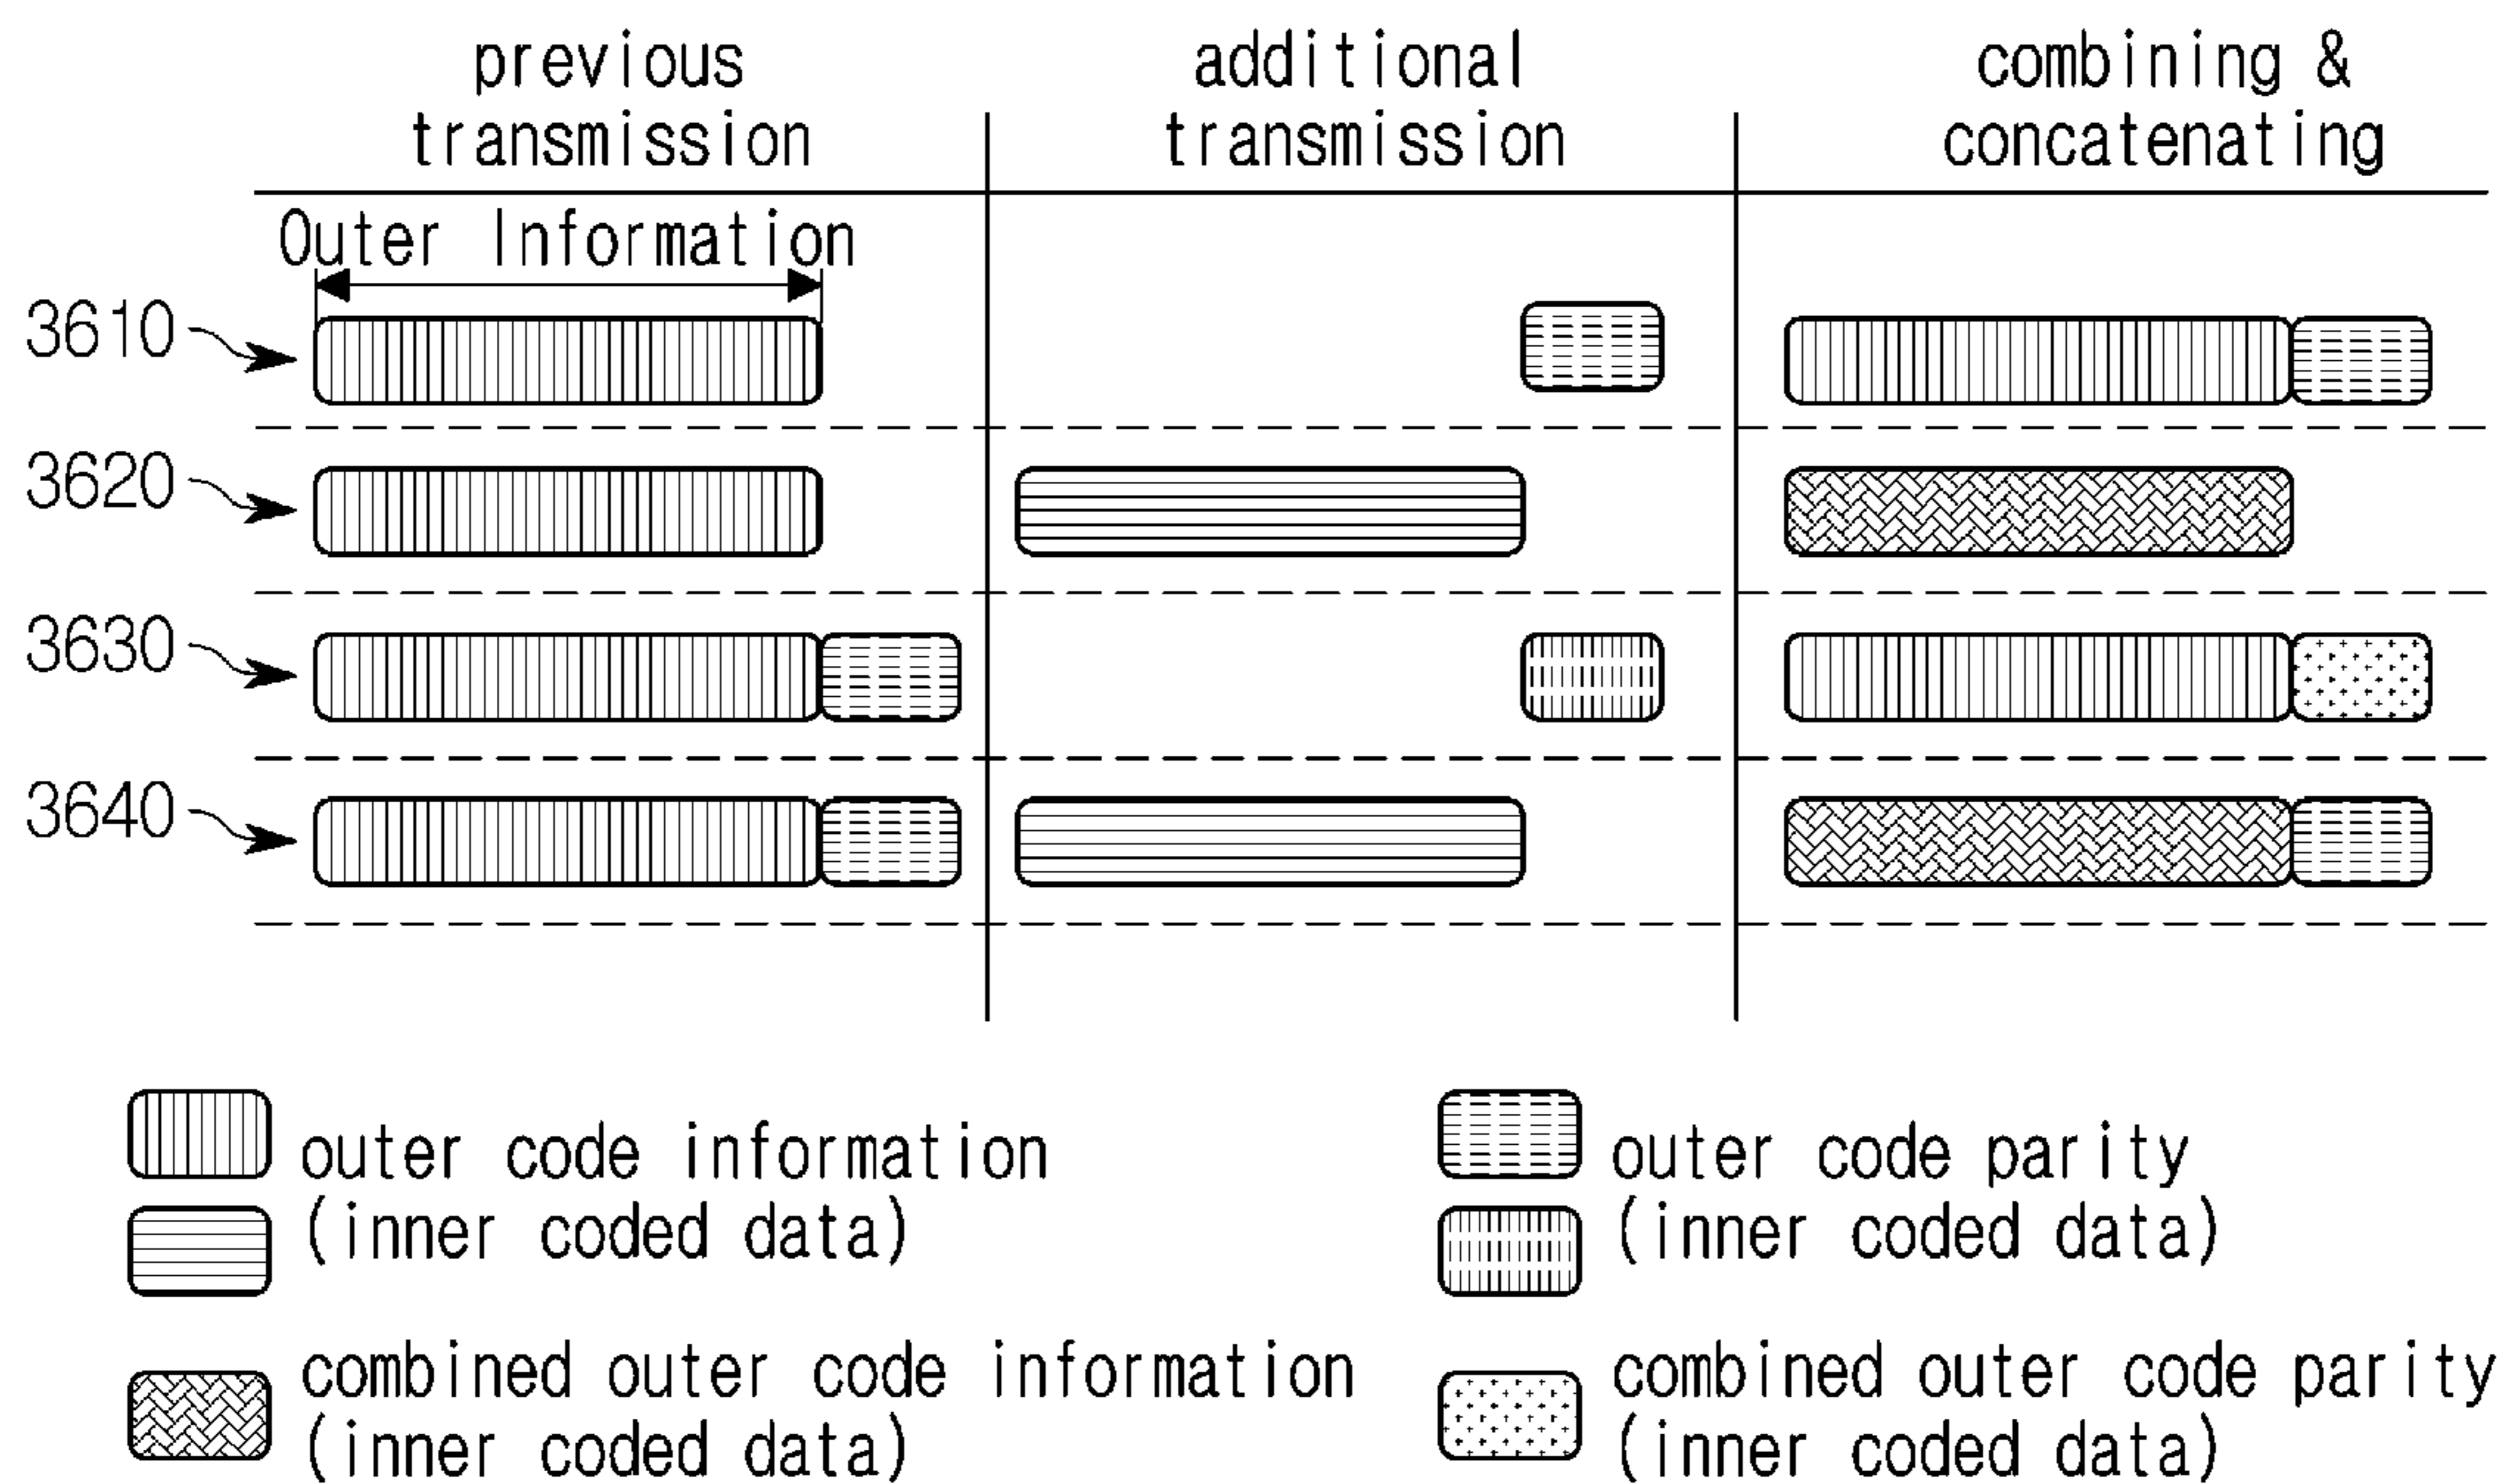 previous
transmission
additional
transmission
combining &
concatenating
Outer Information
3610
3620
3630
3640
outer code information
(inner coded data)
outer code parity
(inner coded data)
combined outer code information
(inner coded data)
combined outer code parity
(inner coded data)